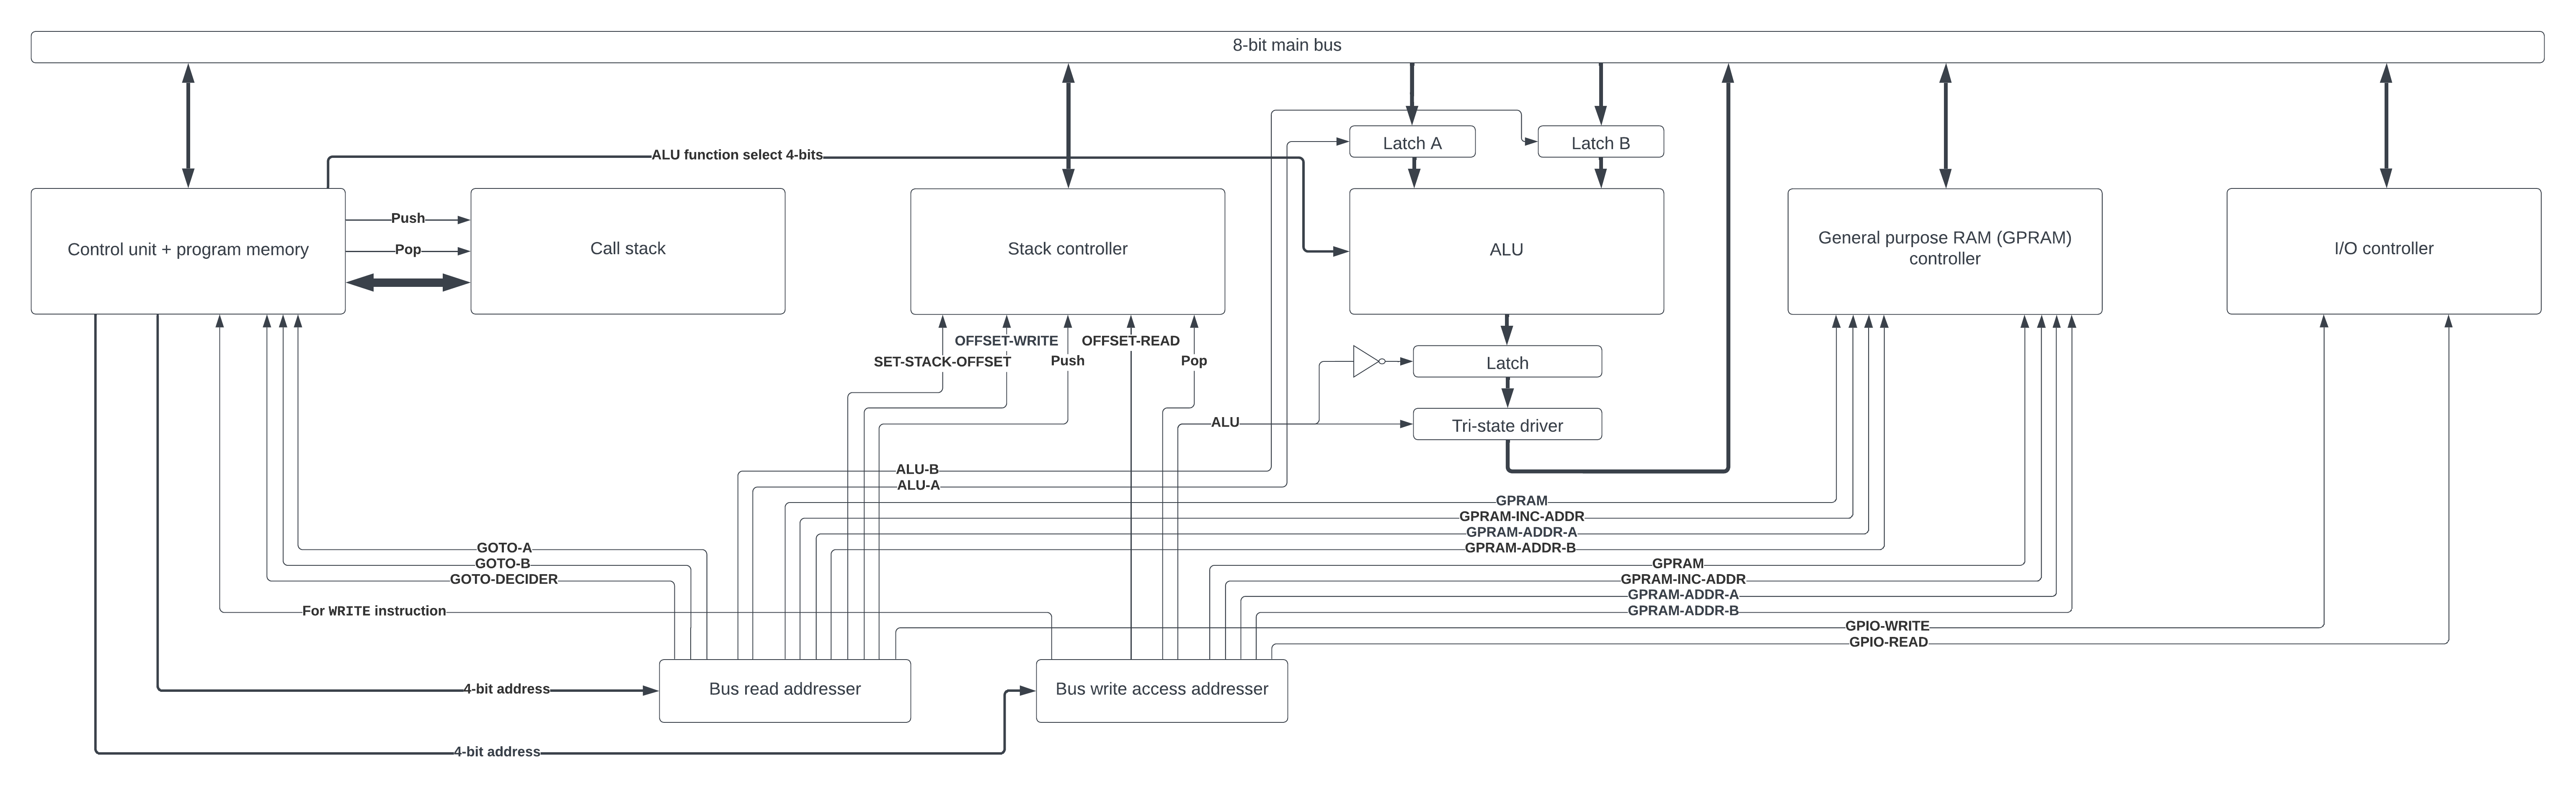 8-bit main bus
Latch A
Latch B
ALU function select 4-bits
Control unit + program memory
Push
Pop
Call stack
Stack controller
ALU
General purpose RAM (GPRAM)
controller
I/O controller
OFFSET-WRITE
OFFSET-READ
SET-STACK-OFFSET
Push
Pop
Latch
ALU
Tri-state driver
ALU-B
ALU-A
GPRAM
GPRAM-INC-ADDR
GPRAM-ADDR-A
GPRAM-ADDR-B
GOTO-A
GOTO-B
GOTO-DECIDER
GPRAM
GPRAM-INC-ADDR
GPRAM-ADDR-A
GPRAM-ADDR-B
For WRITE instruction
GPIO-WRITE
GPIO-READ
4-bit address
Bus read addresser
Bus write access addresser
4-bit address